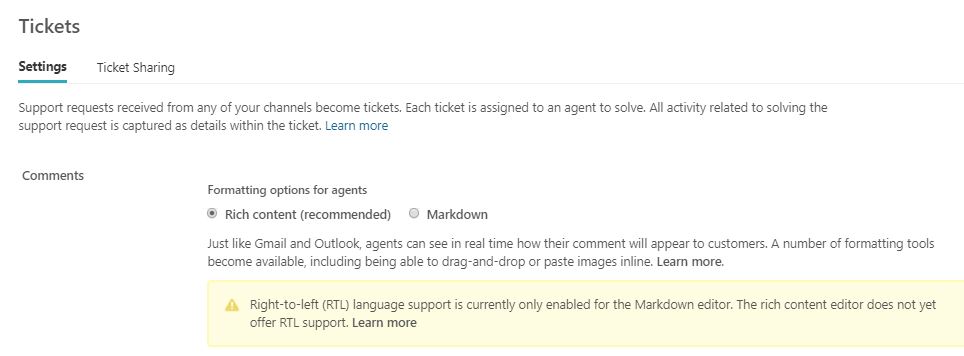 Tickets
Settings Ticket Sharing
Support requests received from any of your channels become tickets. Each ticket is assigned to an agent to solve. All activity related to solving the
support request is captured as details within the ticket. Learn more
Comments
Formatting options for agents
Rich content (recommended) Markdown
Just like Gmail and Outlook, agents can see in real time how their comment will appear to customers. A number of formatting tools
become available, including being able to drag-and-drop or paste images inline. Learn more.
Right-to-left (RTL) language support is currently only enabled for the Markdown editor. The rich content editor does not yet
offer RTL support. Learn more